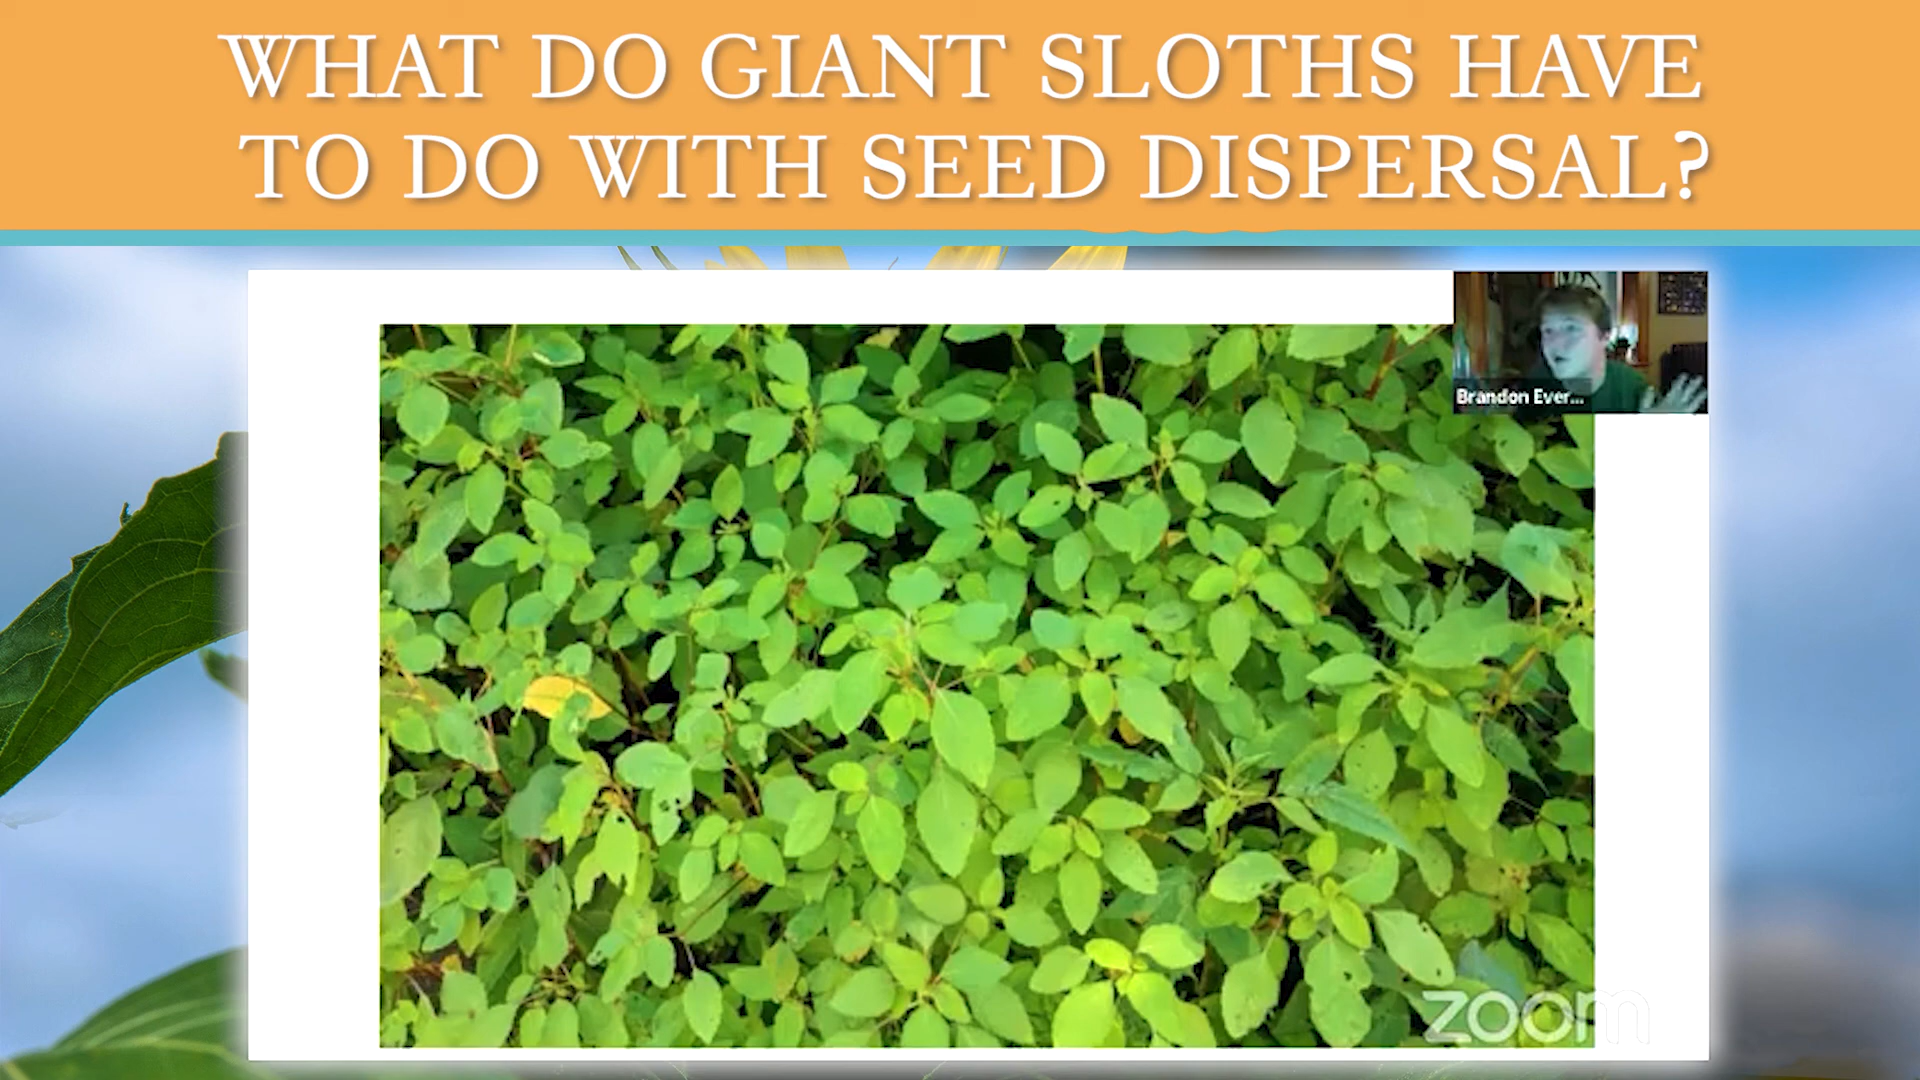 WHAT DO GIANT SLOTHS HAVE
TO DO WITH SEED DISPERSAL?
Brandon Ever...
zoom